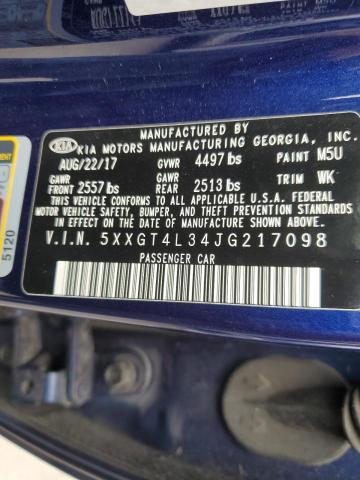 MANUFACTURED BY
KIA KIA MOTORS MANUFACTURING GEORGIA, INC.
AUG/22/17 GVWR 4497 lbs PAINT M5U
GAWR GAWR
FRONT 2557 lbs REAR 2513 lbs TRIM WK
THIS VEHICLE CONFORMS TO ALL APPLICABLE U.S.A. FEDERAL
MOTOR VEHICLE SAFETY, BUMPER, AND THEFT PREVENTION
STANDARDS IN EFFECT ON THE DATE OF MANUFACTURE SHOWN ABOVE.
V.I.N. 5XXGT4L34JG217098
PASSENGER CAR
5120